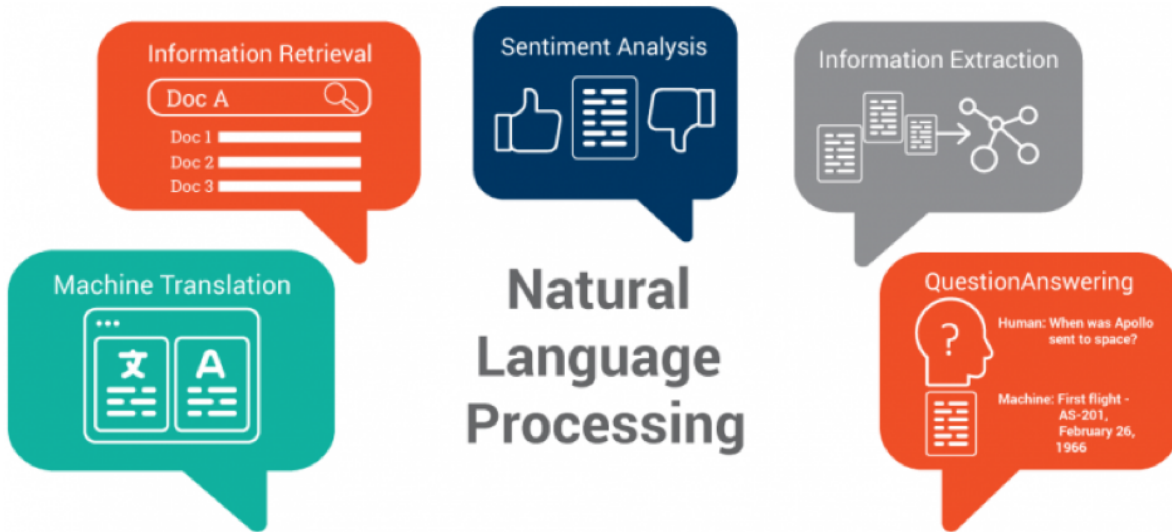 Information Retrieval
Doc A
Doc 1
Doc 2
Doc 3
Sentiment Analysis
Information Extraction
Machine Translation
文 A
Natural
Language
Processing
QuestionAnswering
?
Human: When was Apollo
sent to space?
Machine: First flight -
AS-201,
February 26,
1966